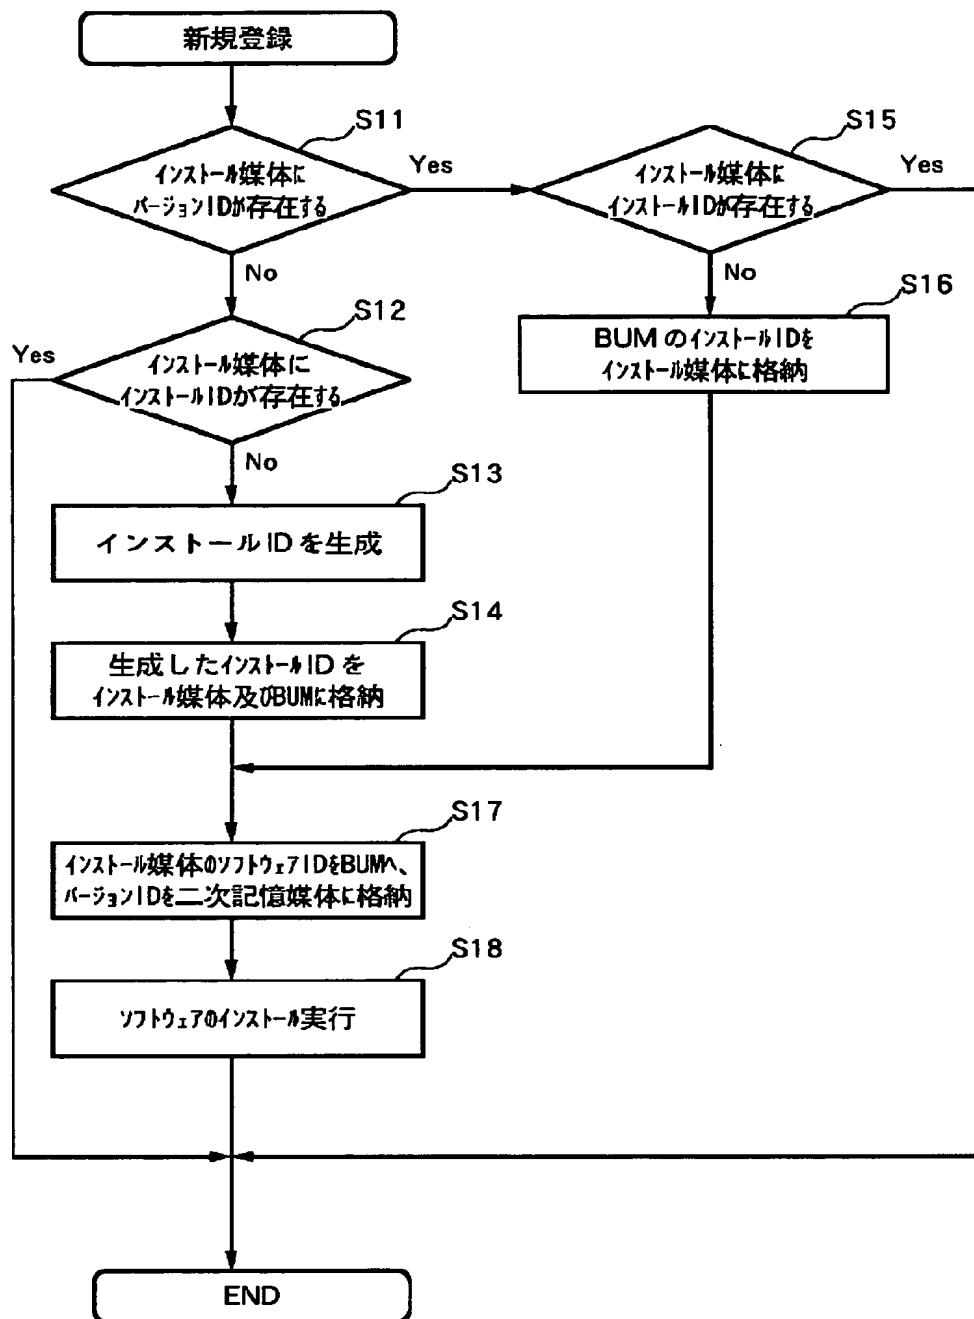 新規登録
S11
インストール媒体に
バージョンIDが存在する
Yes
No
S15
インストール媒体に
インストールIDが存在する
Yes
No
S12
インストール媒体に
インストールIDが存在する
Yes
No
S16
BUMのインストールIDを
インストール媒体に格納
S13
インストールIDを生成
S14
生成したインストールIDを
インストール媒体及びBUMに格納
S17
インストール媒体のソフトウェアIDをBUMへ、
バージョンIDを二次記憶媒体に格納
S18
ソフトウェアのインストール実行
END